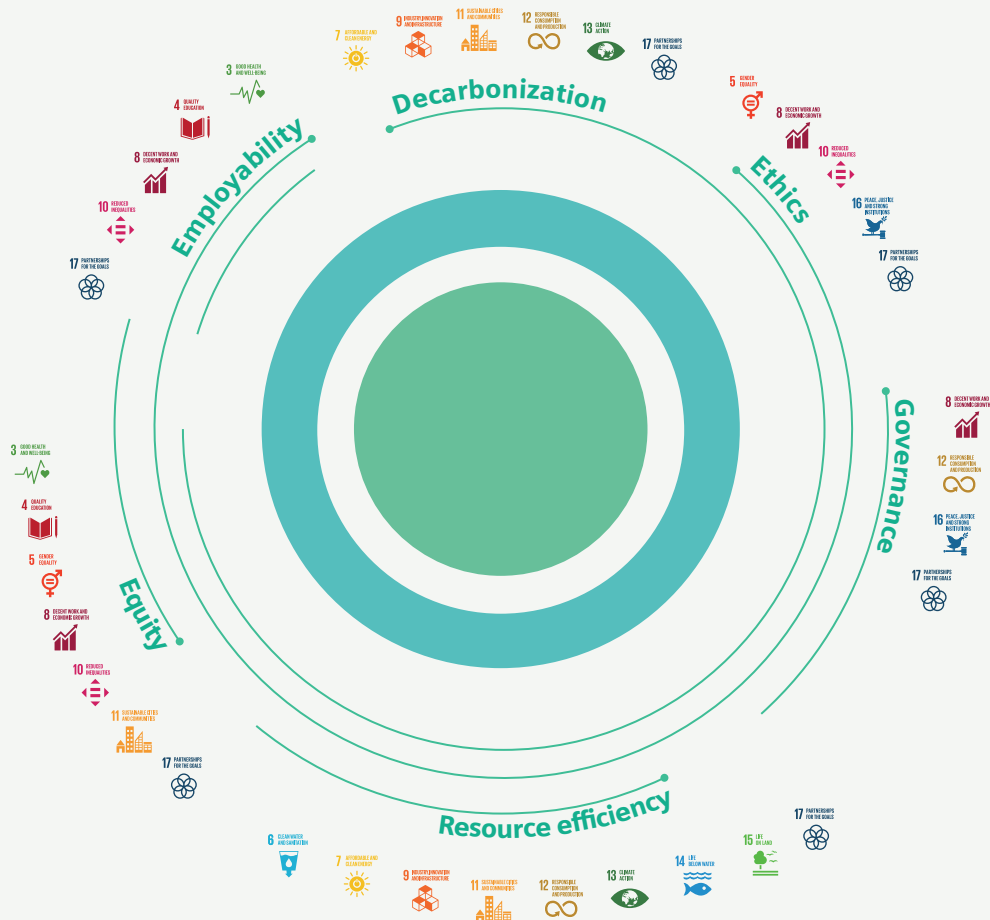 Decarbonization
7 AFFORDABLE AND
CLEAN ENERGY
9 INDUSTRY, INNOVATION
AND INFRASTRUCTURE
11 SUSTAINABLE CITIES
AND COMMUNITIES
12 RESPONSIBLE
CONSUMPTION
AND PRODUCTION
13 CLIMATE
ACTION
17 PARTNERSHIPS
FOR THE GOALS
Ethics
5 GENDER
EQUALITY
8 DECENT WORK AND
ECONOMIC GROWTH
10 REDUCED
INEQUALITIES
16 PEACE, JUSTICE
AND STRONG
INSTITUTIONS
17 PARTNERSHIPS
FOR THE GOALS
Governance
8 DECENT WORK AND
ECONOMIC GROWTH
12 RESPONSIBLE
CONSUMPTION
AND PRODUCTION
16 PEACE, JUSTICE
AND STRONG
INSTITUTIONS
17 PARTNERSHIPS
FOR THE GOALS
Resource efficiency
6 CLEAN WATER
AND SANITATION
7 AFFORDABLE AND
CLEAN ENERGY
9 INDUSTRY, INNOVATION
AND INFRASTRUCTURE
11 SUSTAINABLE CITIES
AND COMMUNITIES
12 RESPONSIBLE
CONSUMPTION
AND PRODUCTION
13 CLIMATE
ACTION
14 LIFE
BELOW WATER
15 LIFE
ON LAND
17 PARTNERSHIPS
FOR THE GOALS
Equity
3 GOOD HEALTH
AND WELL-BEING
4 QUALITY
EDUCATION
5 GENDER
EQUALITY
8 DECENT WORK AND
ECONOMIC GROWTH
10 REDUCED
INEQUALITIES
11 SUSTAINABLE CITIES
AND COMMUNITIES
17 PARTNERSHIPS
FOR THE GOALS
Employability
3 GOOD HEALTH
AND WELL-BEING
4 QUALITY
EDUCATION
8 DECENT WORK AND
ECONOMIC GROWTH
10 REDUCED
INEQUALITIES
17 PARTNERSHIPS
FOR THE GOALS